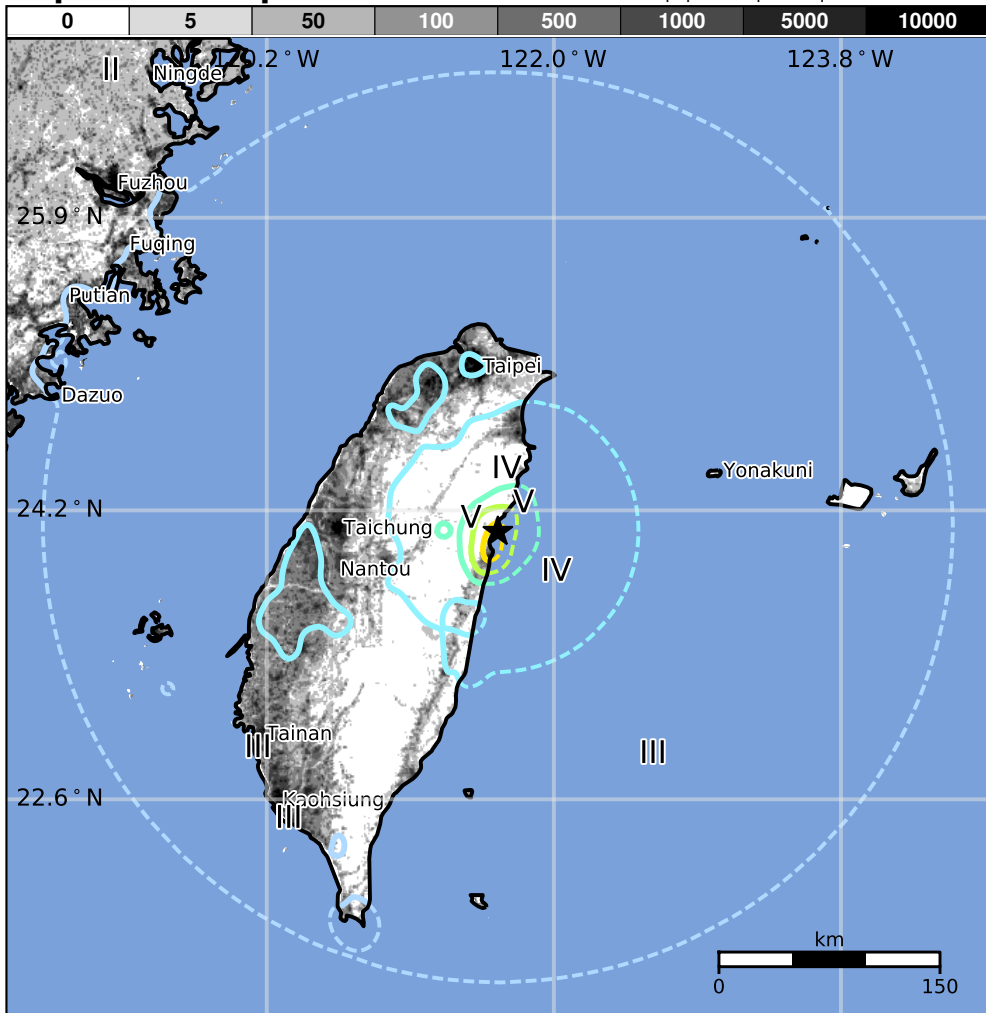 0 5 50 100 500 1000 5000 10000
120.2°W 122.0°W 123.8°W
II
Ningde
Fuzhou
25.9°N
Fuqing
Putian
Taipei
Dazuo
IV
Yonakuni
V
24.2°N
V
Taichung
Nantou
IV
Tainan
III
III
22.6°N
Kaohsiung
III
km
0 150